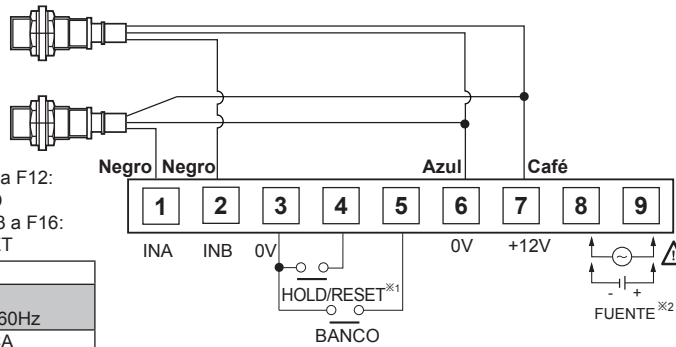 Negro Negro Azul Café
a F12:
3 a F16:
ET
1 2 3 4 5 6 7 8 9
INA INB 0V 0V +12V
HOLD/RESET※1
- +
FUENTE※2
BANCO
60Hz